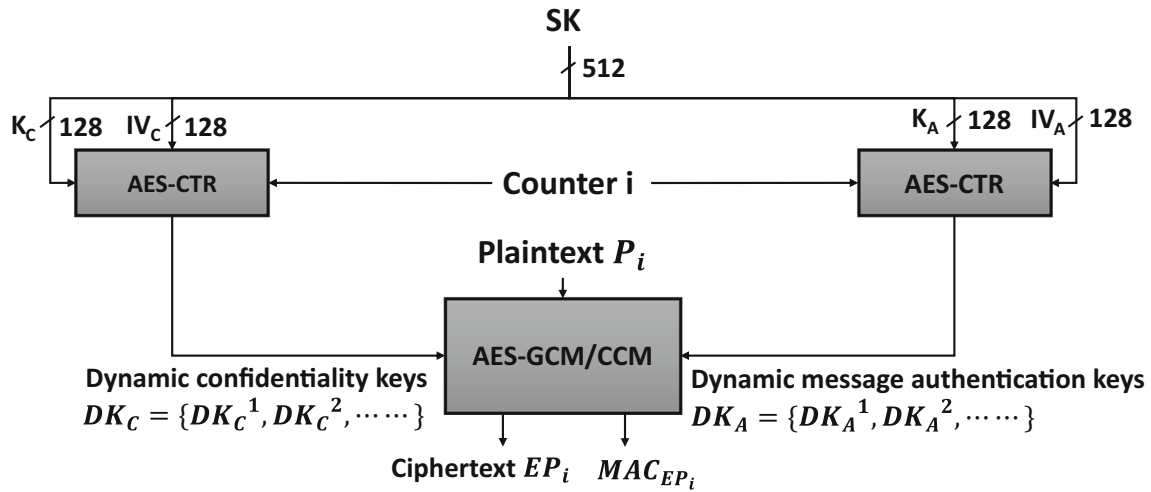 SK
512
K_C 128 IV_C 128 K_A 128 IV_A 128
AES-CTR Counter i AES-CTR
Plaintext P_i
AES-GCM/CCM
Dynamic confidentiality keys
DK_C = {DK_C^1, DK_C^2, ⋯⋯}
Dynamic message authentication keys
DK_A = {DK_A^1, DK_A^2, ⋯⋯}
Ciphertext EP_i MAC_{EP_i}